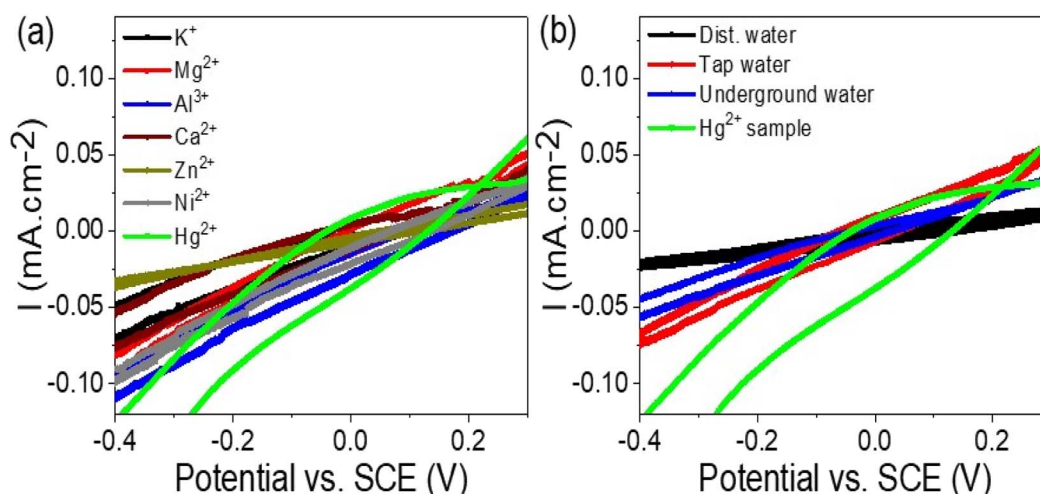 (a)
K⁺
Mg²⁺
Al³⁺
Ca²⁺
Zn²⁺
Ni²⁺
Hg²⁺
0.10
0.05
0.00
-0.05
-0.10
I (mA.cm-2)
-0.4 -0.2 0.0 0.2
Potential vs. SCE (V)
(b)
Dist. water
Tap water
Underground water
Hg²⁺ sample
0.10
0.05
0.00
-0.05
-0.10
I (mA.cm-2)
-0.4 -0.2 0.0 0.2
Potential vs. SCE (V)